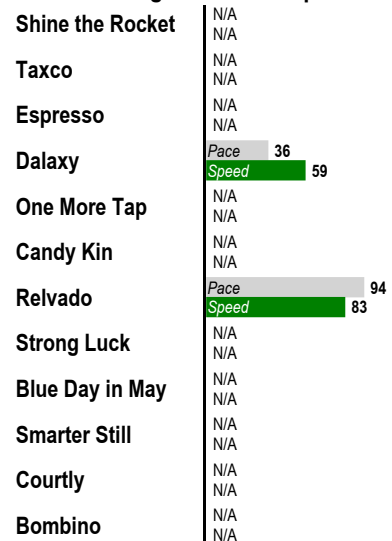 Shine the Rocket
N/A
N/A
Taxco
N/A
N/A
Espresso
N/A
N/A
Dalaxy
Pace 36
Speed 59
One More Tap
N/A
N/A
Candy Kin
N/A
N/A
Relvado
Pace 94
Speed 83
Strong Luck
N/A
N/A
Blue Day in May
N/A
N/A
Smarter Still
N/A
N/A
Courtly
N/A
N/A
Bombino
N/A
N/A